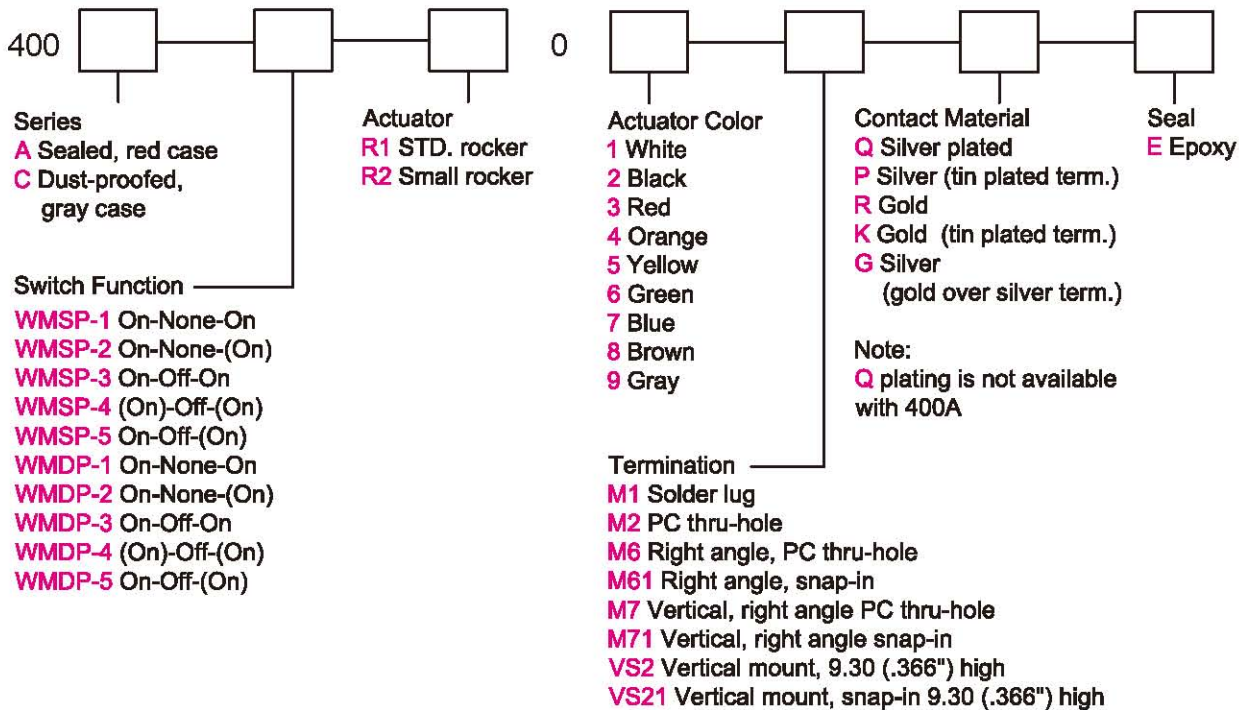 400
0
Series
A Sealed, red case
C Dust-proofed,
gray case
Actuator
R1 STD. rocker
R2 Small rocker
Switch Function
WMSP-1 On-None-On
WMSP-2 On-None-(On)
WMSP-3 On-Off-On
WMSP-4 (On)-Off-(On)
WMSP-5 On-Off-(On)
WMDP-1 On-None-On
WMDP-2 On-None-(On)
WMDP-3 On-Off-On
WMDP-4 (On)-Off-(On)
WMDP-5 On-Off-(On)
Actuator Color
1 White
2 Black
3 Red
4 Orange
5 Yellow
6 Green
7 Blue
8 Brown
9 Gray
Contact Material
Q Silver plated
P Silver (tin plated term.)
R Gold
K Gold (tin plated term.)
G Silver
(gold over silver term.)
Note:
Q plating is not available
with 400A
Seal
E Epoxy
Termination
M1 Solder lug
M2 PC thru-hole
M6 Right angle, PC thru-hole
M61 Right angle, snap-in
M7 Vertical, right angle PC thru-hole
M71 Vertical, right angle snap-in
VS2 Vertical mount, 9.30 (.366") high
VS21 Vertical mount, snap-in 9.30 (.366") high